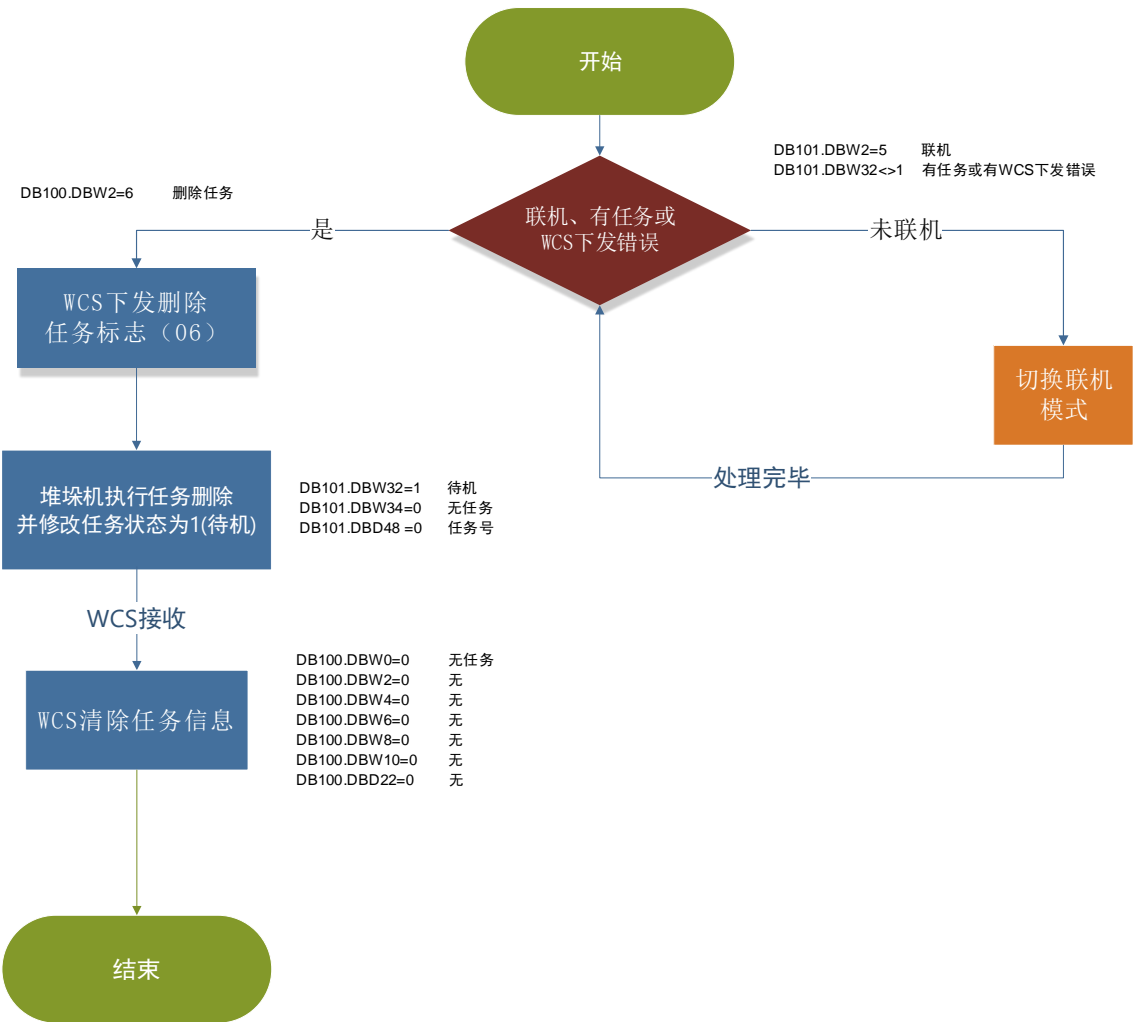 开始
DB101.DBW2=5 联机
DB101.DBW32<>1 有任务或有WCS下发错误
DB100.DBW2=6 删除任务
联机、有任务或
WCS下发错误
是
未联机
WCS下发删除
任务标志（06）
切换联机
模式
处理完毕
堆垛机执行任务删除
并修改任务状态为1(待机)
DB101.DBW32=1 待机
DB101.DBW34=0 无任务
DB101.DBD48 =0 任务号
WCS接收
WCS清除任务信息
DB100.DBW0=0 无任务
DB100.DBW2=0 无
DB100.DBW4=0 无
DB100.DBW6=0 无
DB100.DBW8=0 无
DB100.DBW10=0 无
DB100.DBD22=0 无
结束